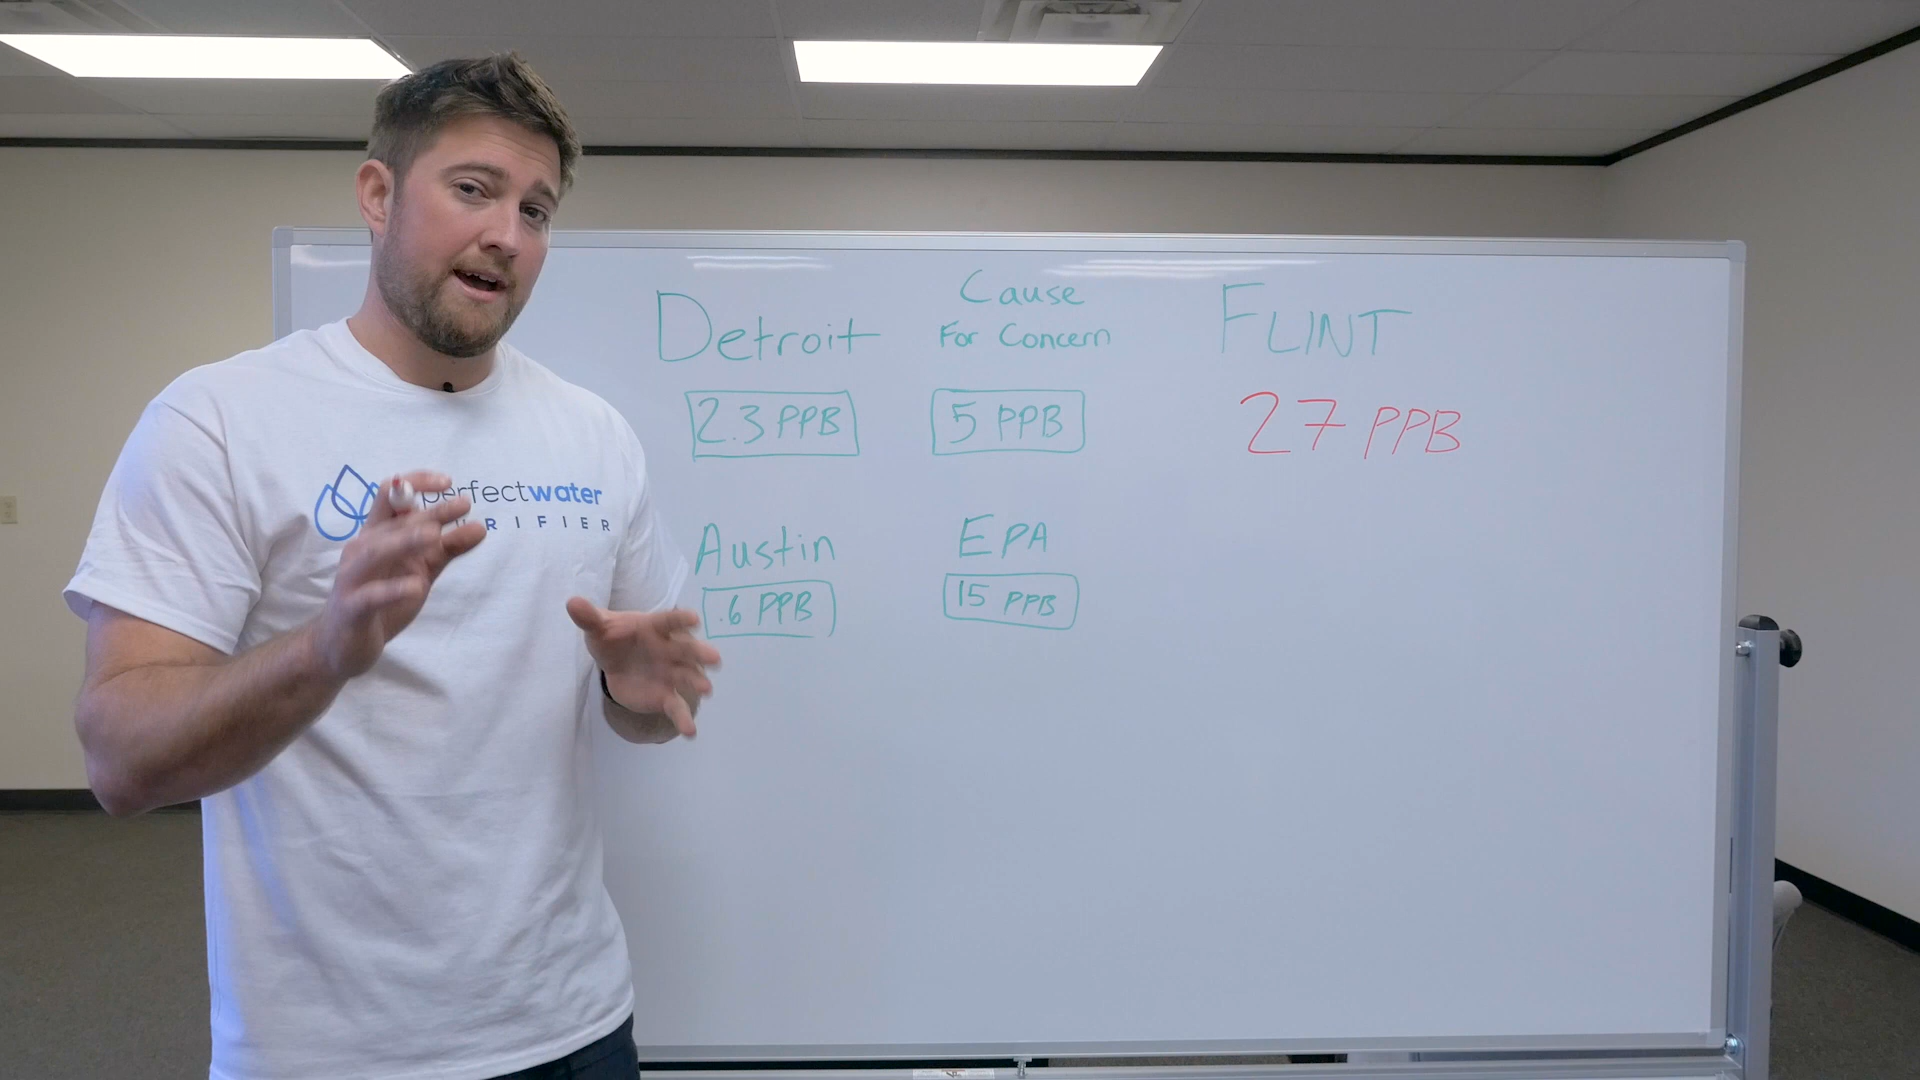 Detroit
2.3 PPB
Cause
For Concern
5 PPB
FLINT
27 PPB
Austin
.6 PPB
EPA
15 PPB
perfectwater